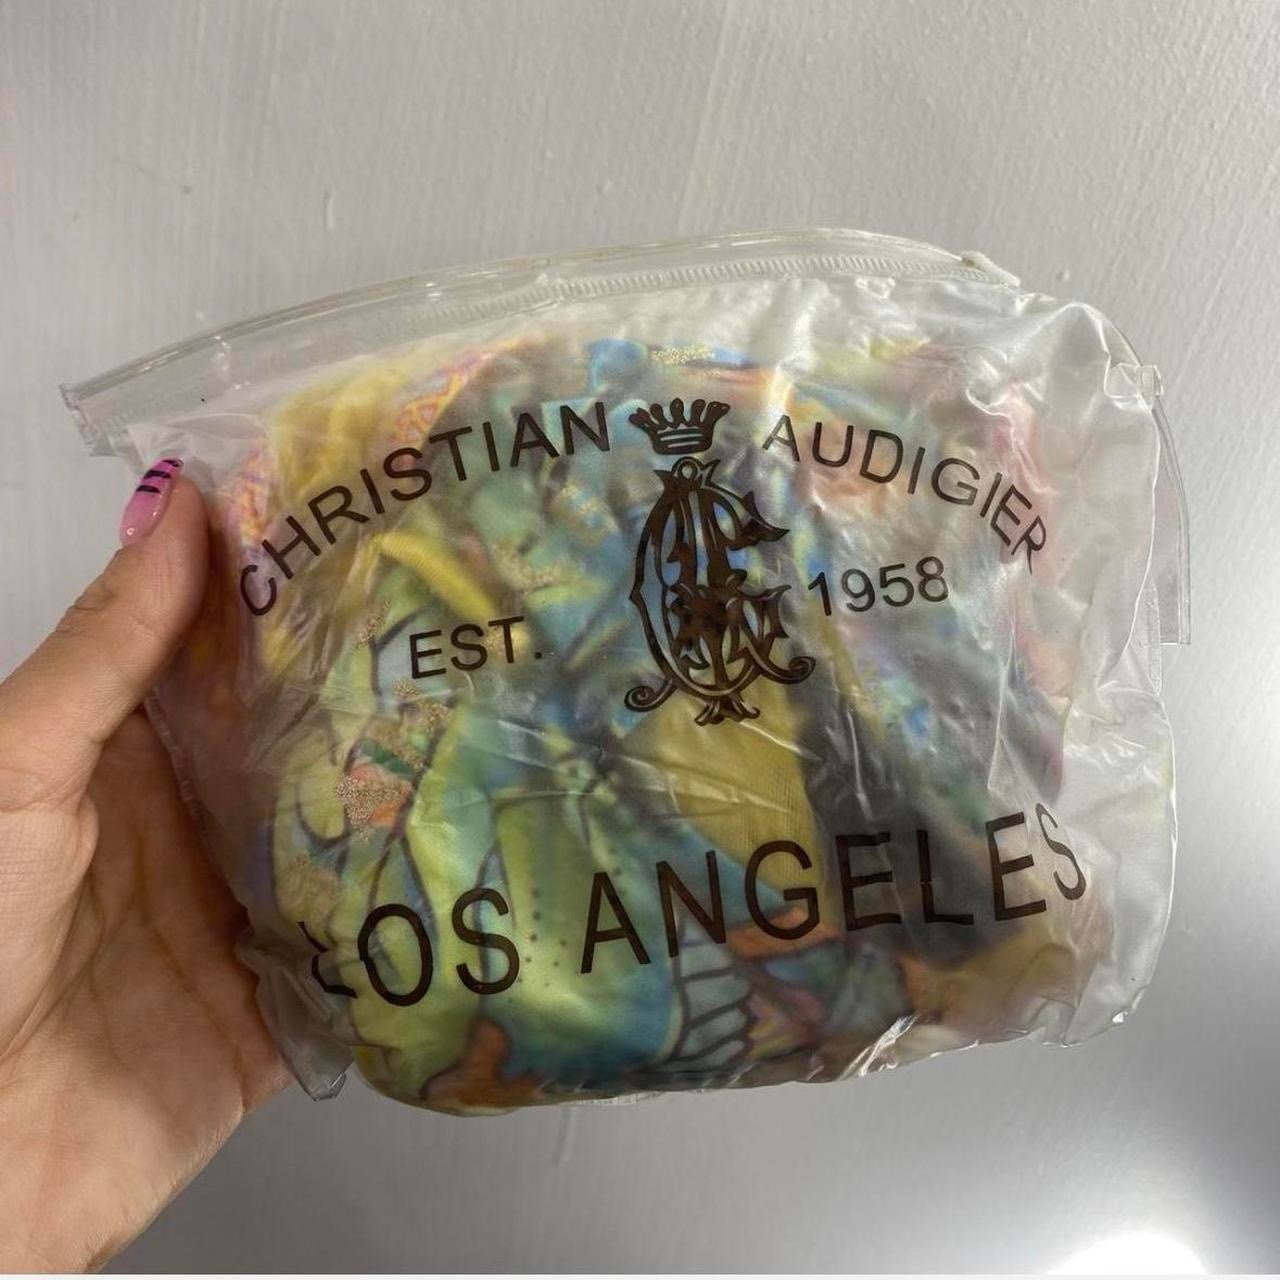 CHRISTIAN AUDIGIER
EST. 1958
LOS ANGELES